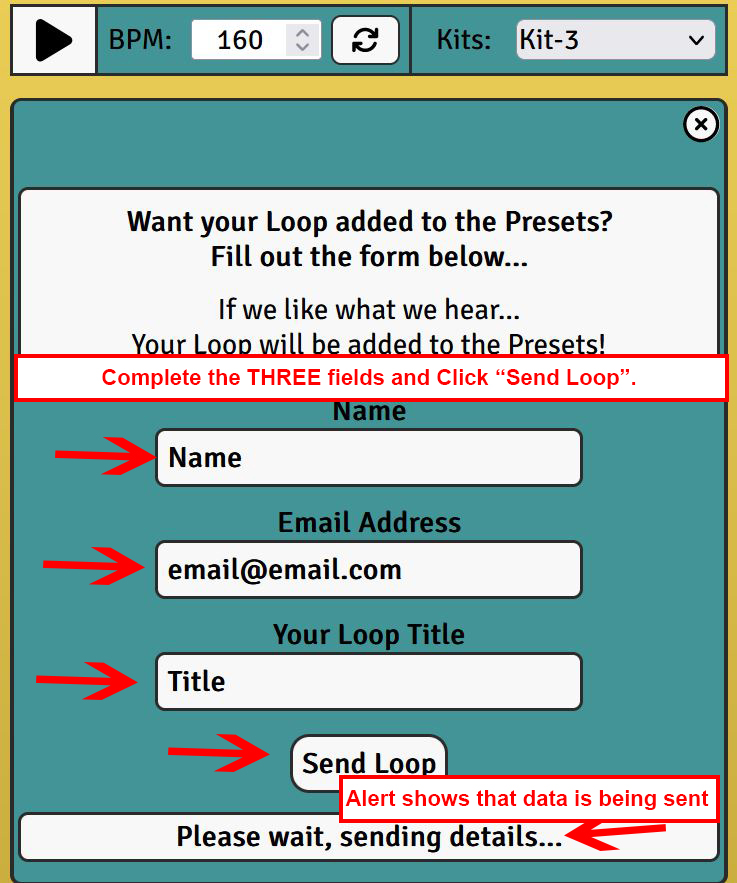 BPM: 160 Kits: Kit-3
Want your Loop added to the Presets?
Fill out the form below...
If we like what we hear...
Your Loop will be added to the Presets!
Complete the THREE fields and Click “Send Loop”.
Name
Name
Email Address
email@email.com
Your Loop Title
Title
Send Loop
Alert shows that data is being sent
Please wait, sending details...